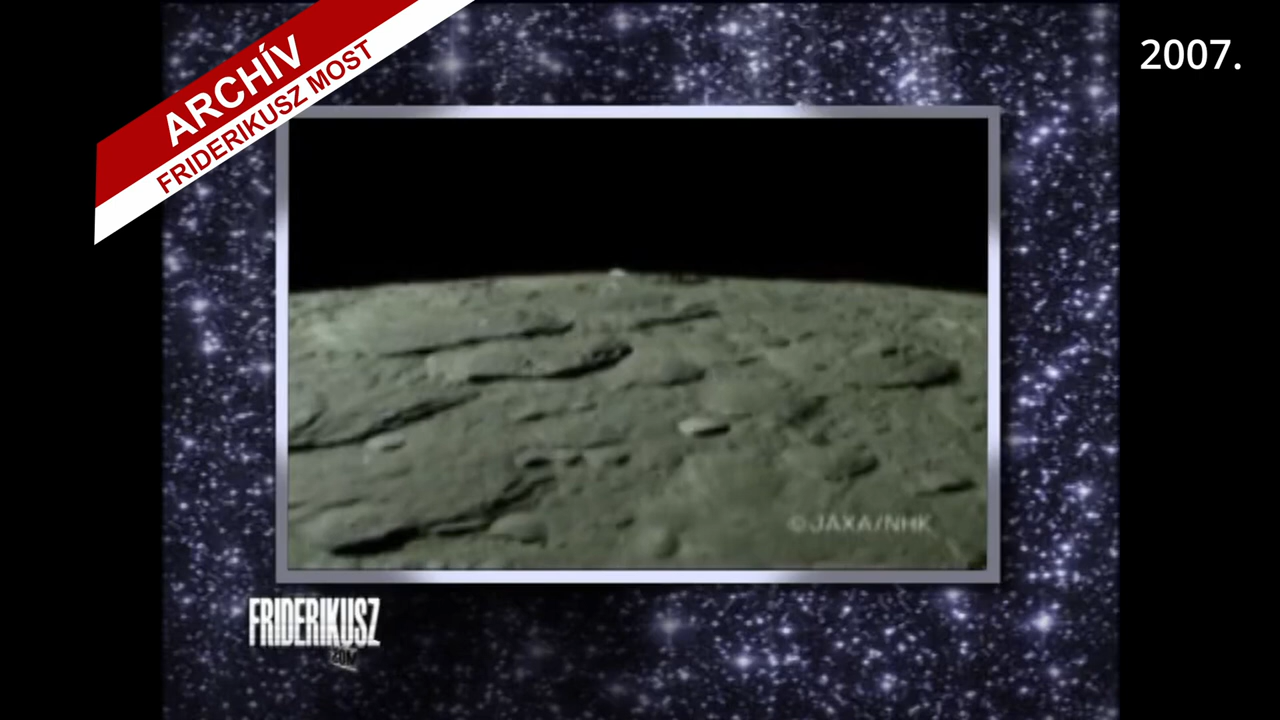 ARCHÍV
FRIDERIKUSZ MOST
2007.
©JAXA/NHK
FRIDERIKUSZ